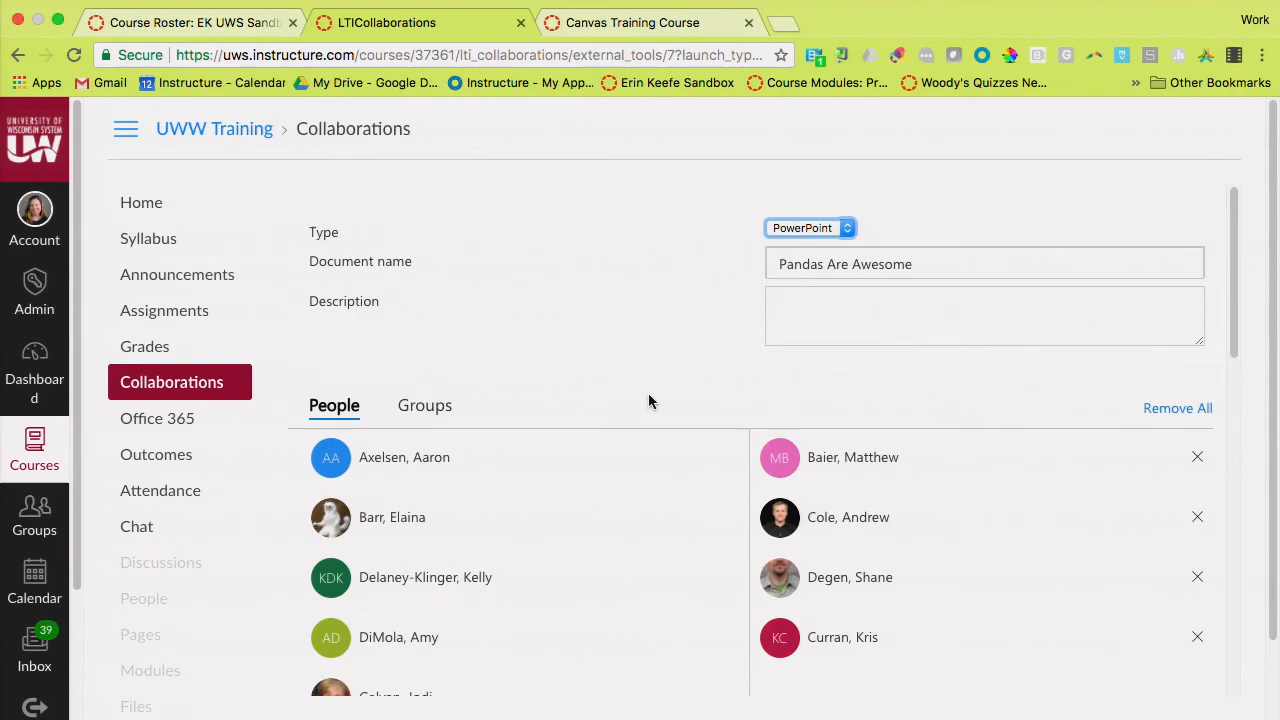 Course Roster: EK UWS Sandb
LTICollaborations
Canvas Training Course
Work
Secure
https://uws.instructure.com/courses/37361/lti_collaborations/external_tools/7?launch_typ...
Apps
Gmail
12
Instructure - Calendar
My Drive - Google D...
Instructure - My App...
Erin Keefe Sandbox
Course Modules: Pr...
Woody's Quizzes Ne...
»
Other Bookmarks
UNIVERSITY OF
WISCONSIN SYSTEM
UW
UWW Training > Collaborations
Account
Admin
Dashboar
d
Courses
Groups
Calendar
39
Inbox
Home
Syllabus
Announcements
Assignments
Grades
Collaborations
Office 365
Outcomes
Attendance
Chat
Discussions
People
Pages
Modules
Files
Type
PowerPoint
Document name
Pandas Are Awesome
Description
People
Groups
Remove All
AA
Axelsen, Aaron
Barr, Elaina
KDK
Delaney-Klinger, Kelly
AD
DiMola, Amy
MB
Baier, Matthew
Cole, Andrew
Degen, Shane
KC
Curran, Kris